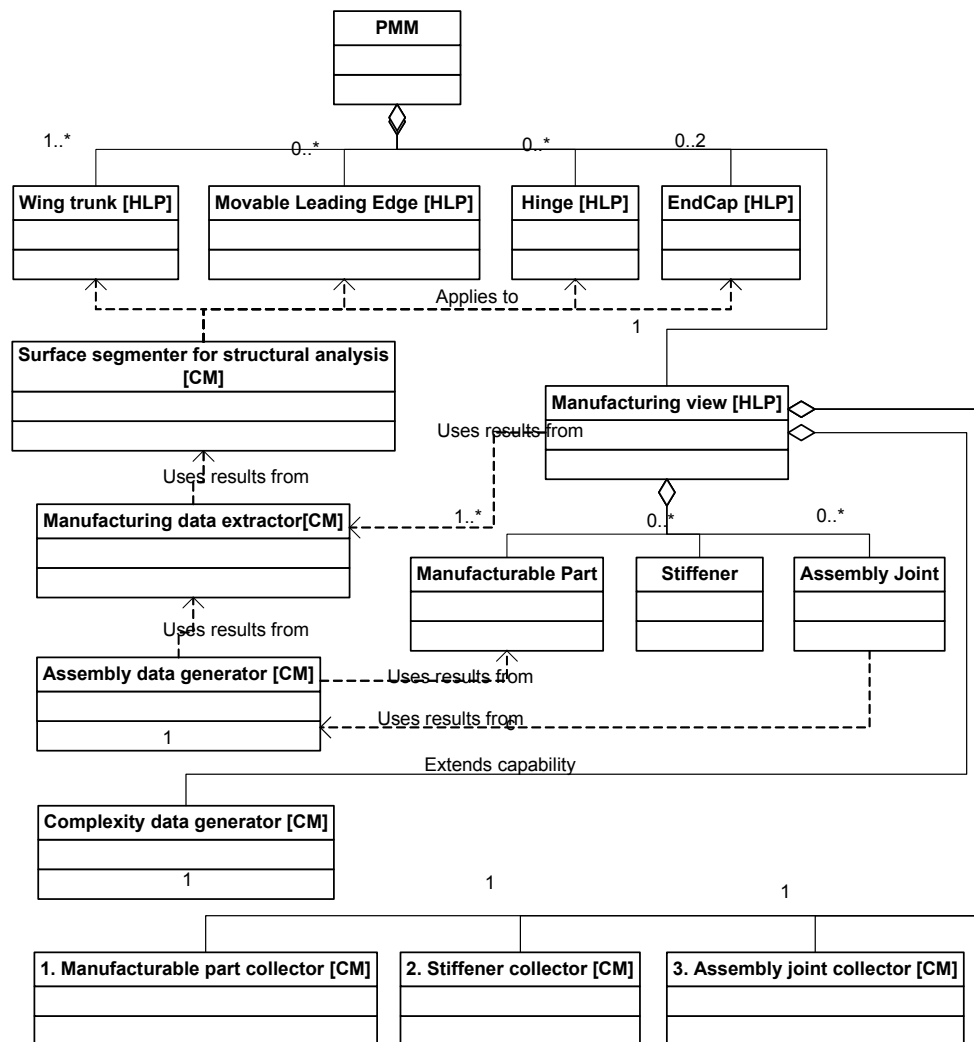 PMM
1..*
0..*
0..*
0..2
Wing trunk [HLP]
Movable Leading Edge [HLP]
Hinge [HLP]
EndCap [HLP]
Applies to
1
Surface segmenter for structural analysis
[CM]
Manufacturing view [HLP]
Uses results from
Uses results from
Manufacturing data extractor[CM]
1..*
0..*
0..*
Manufacturable Part
Stiffener
Assembly Joint
Uses results from
Assembly data generator [CM]
Uses results from
Uses results from
c
1
Extends capability
Complexity data generator [CM]
1
1
1
1. Manufacturable part collector [CM]
2. Stiffener collector [CM]
3. Assembly joint collector [CM]